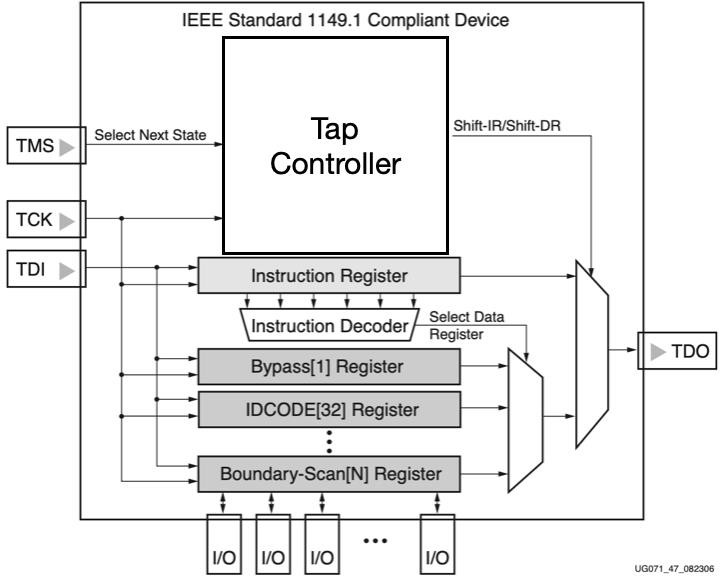 IEEE Standard 1149.1 Compliant Device
Tap
Controller
TMS
Select Next State
Shift-IR/Shift-DR
TCK
TDI
Instruction Register
Instruction Decoder
Select Data
Register
Bypass[1] Register
TDO
IDCODE[32] Register
Boundary-Scan[N] Register
I/O
I/O
I/O
I/O
UG071_47_082306